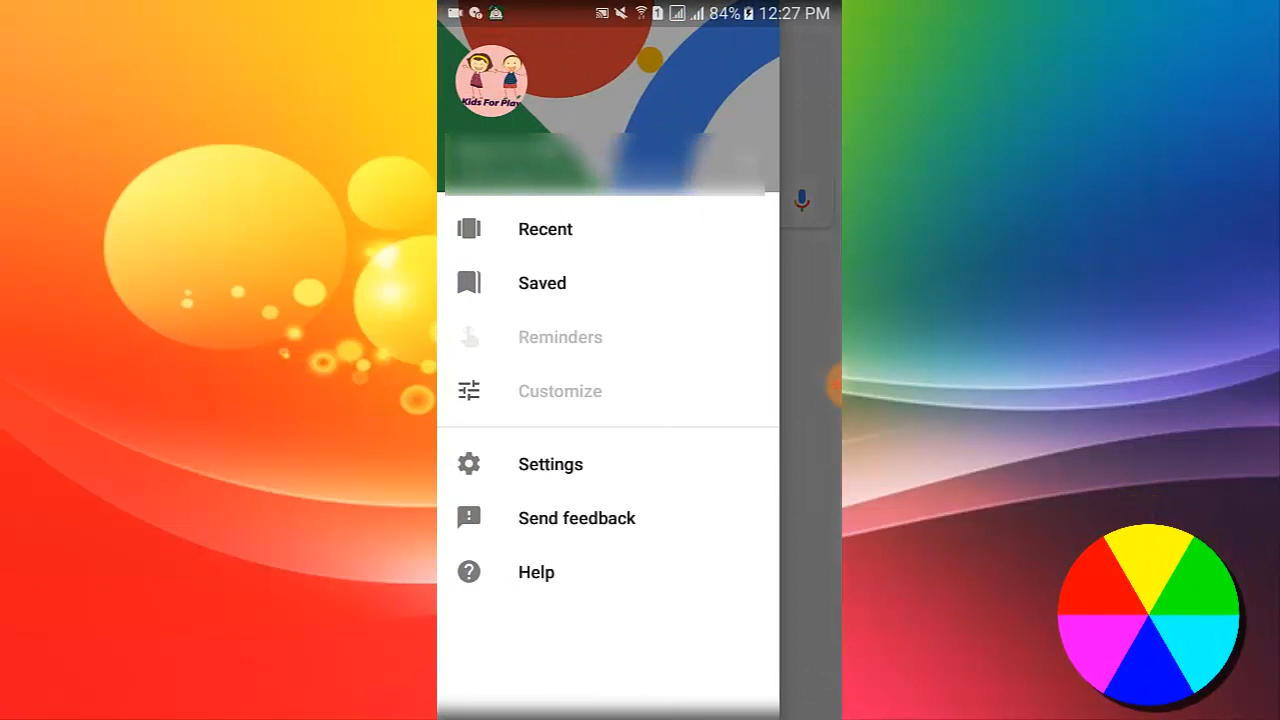 84% 12:27 PM
Kids For Play
Recent
Saved
Reminders
Customize
Settings
Send feedback
Help